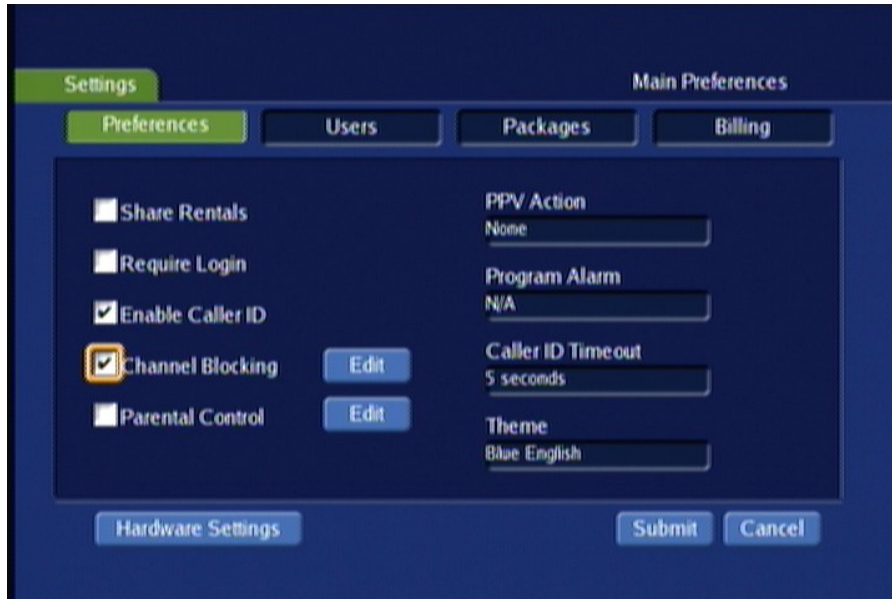 Settings
Main Preferences
Preferences
Users
Packages
Billing
Share Rentals
Require Login
Enable Caller ID
Channel Blocking
Edit
Parental Control
Edit
PPV Action
None
Program Alarm
N/A
Caller ID Timeout
5 seconds
Theme
Blue English
Hardware Settings
Submit
Cancel